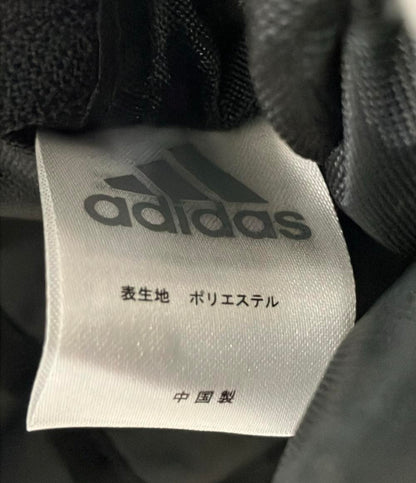 adidas
表生地 ポリエステル
中国製